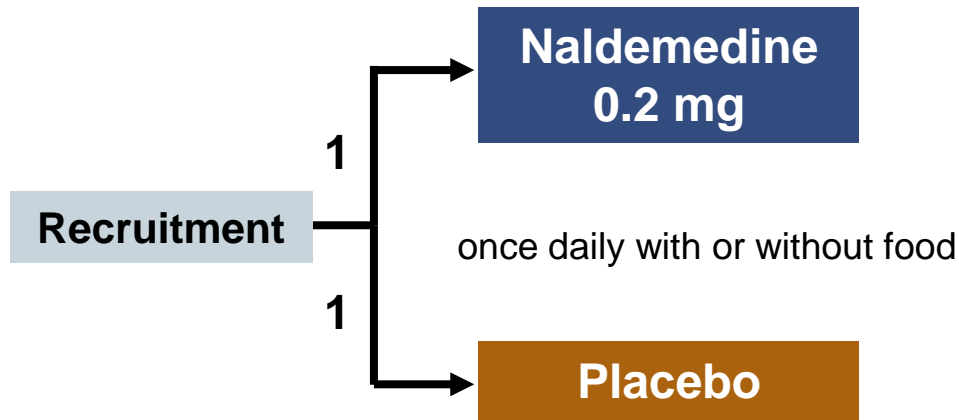 Naldemedine
0.2 mg
1
Recruitment
once daily with or without food
1
Placebo